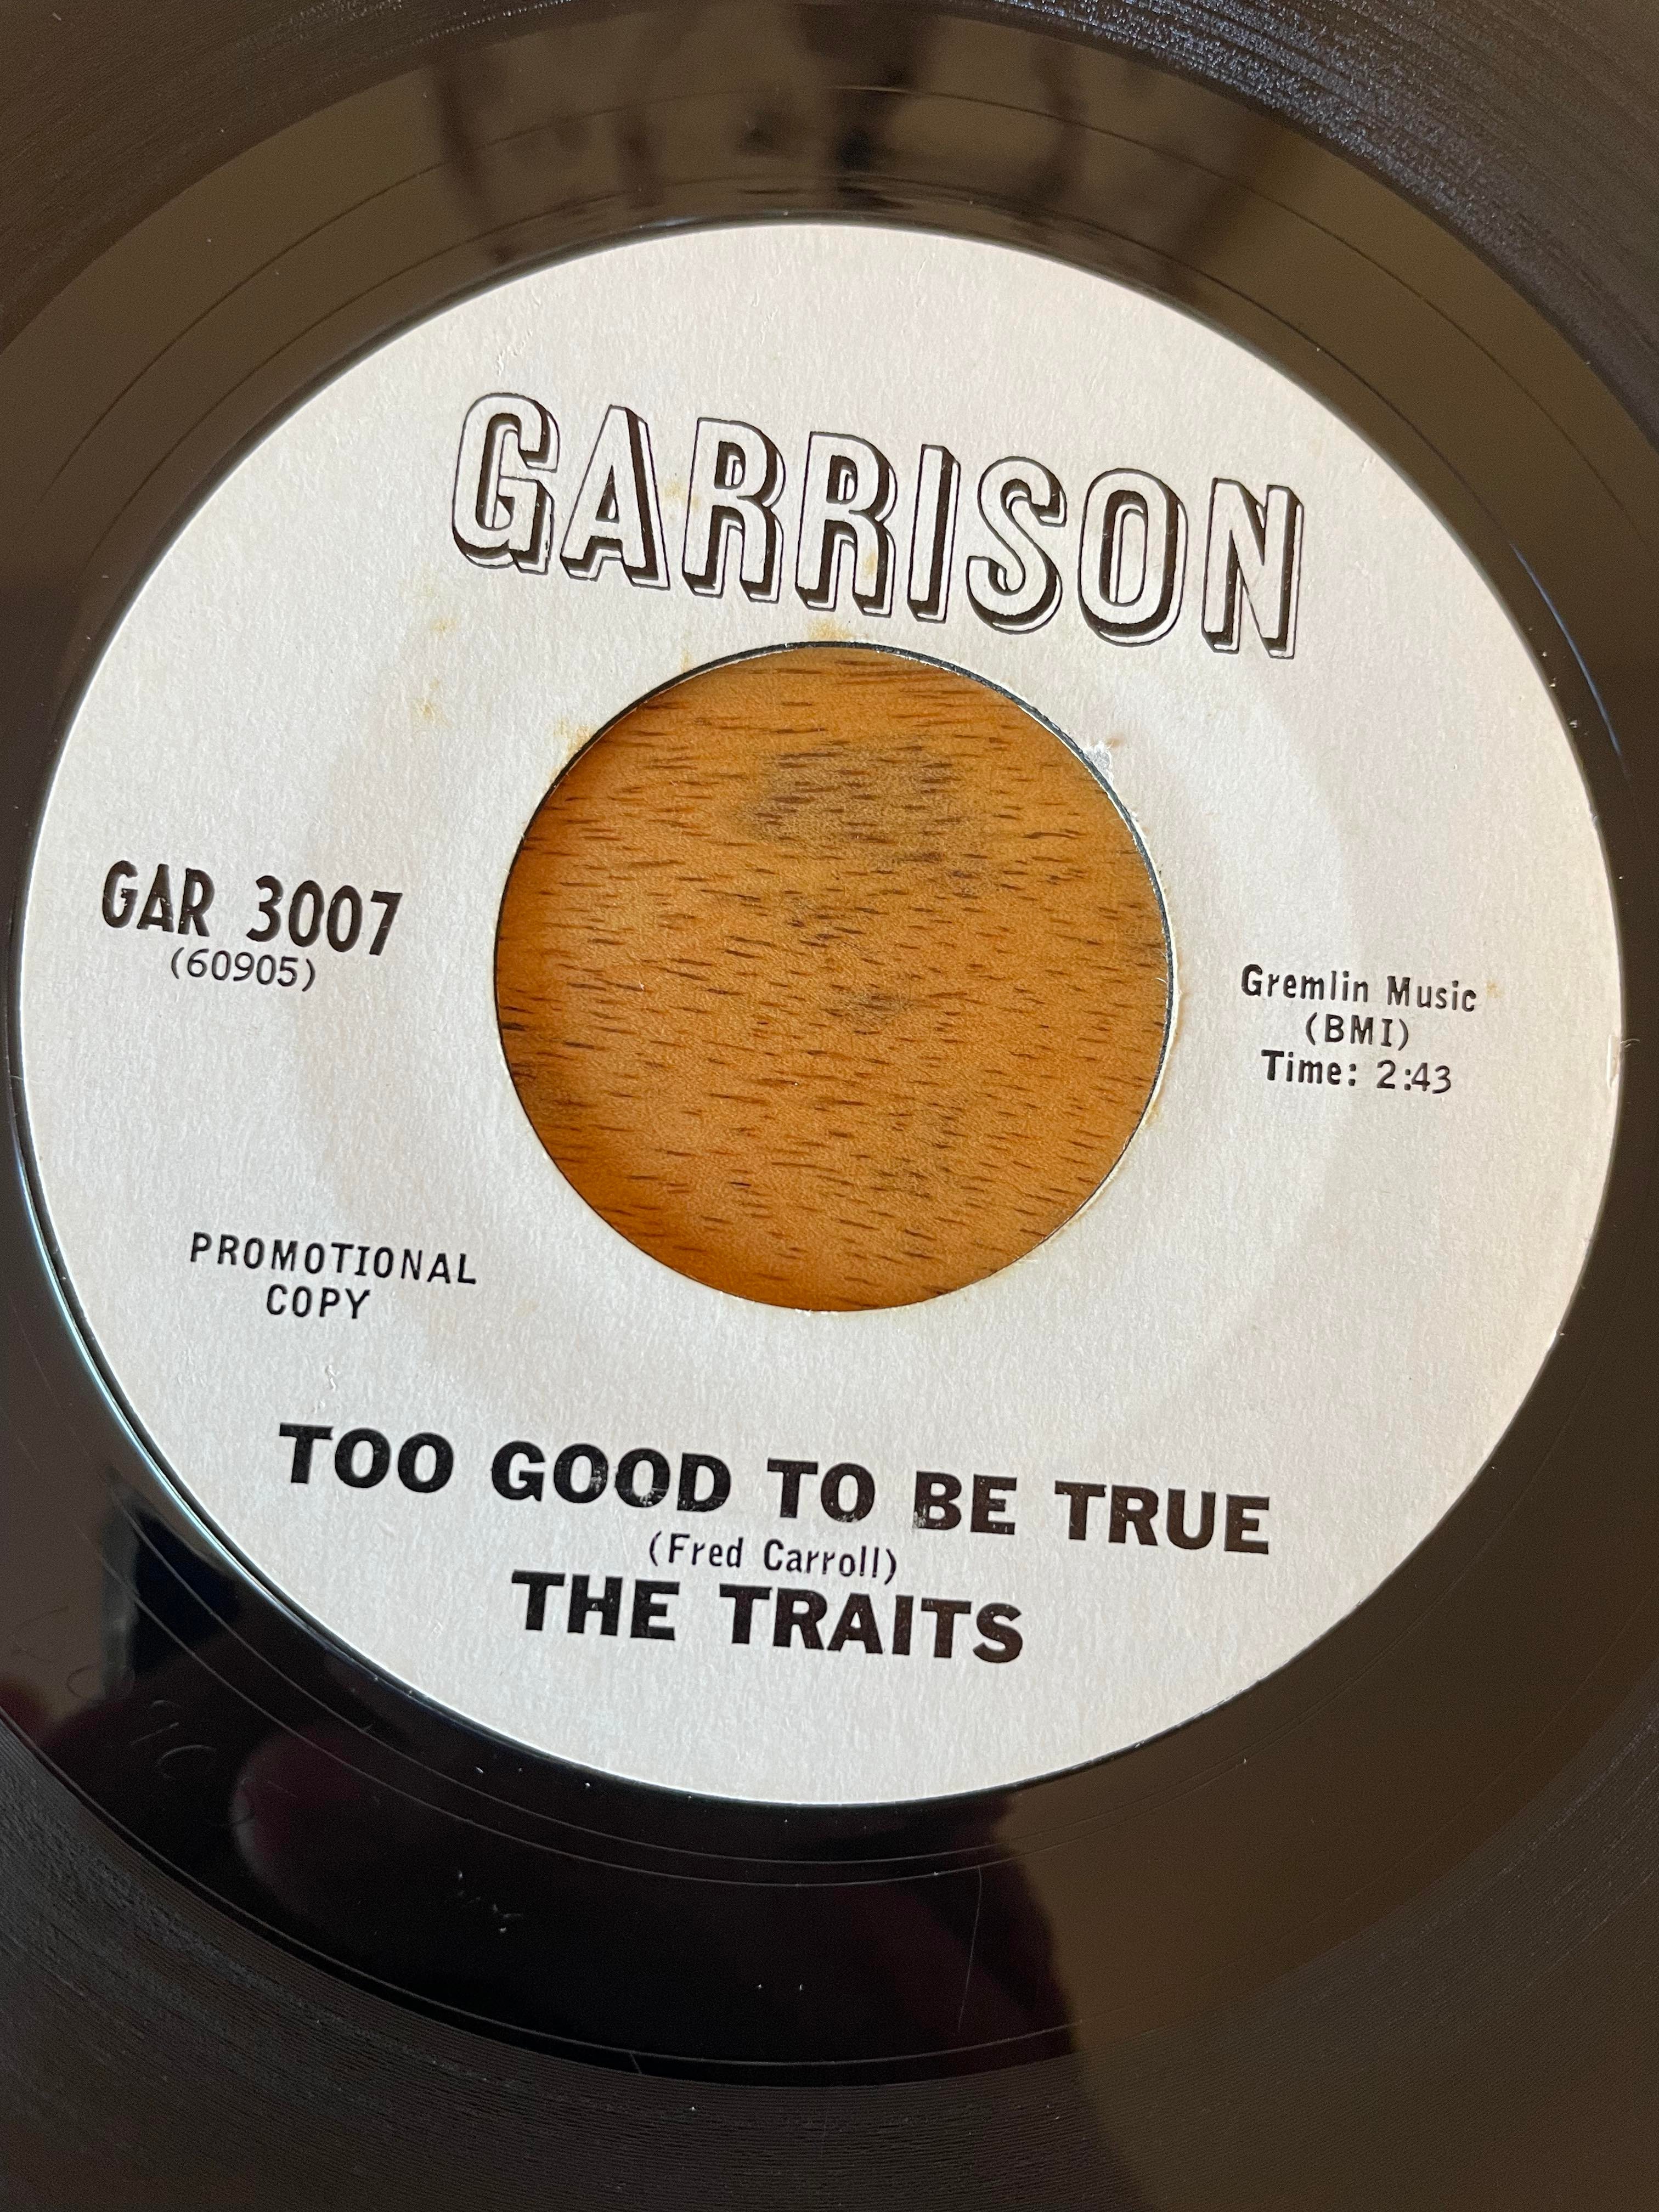 GARRISON
GAR 3007
(60905)
Gremlin Music
(BMI)
Time: 2:43
PROMOTIONAL
COPY
TOO GOOD TO BE TRUE
(Fred Carroll)
THE TRAITS